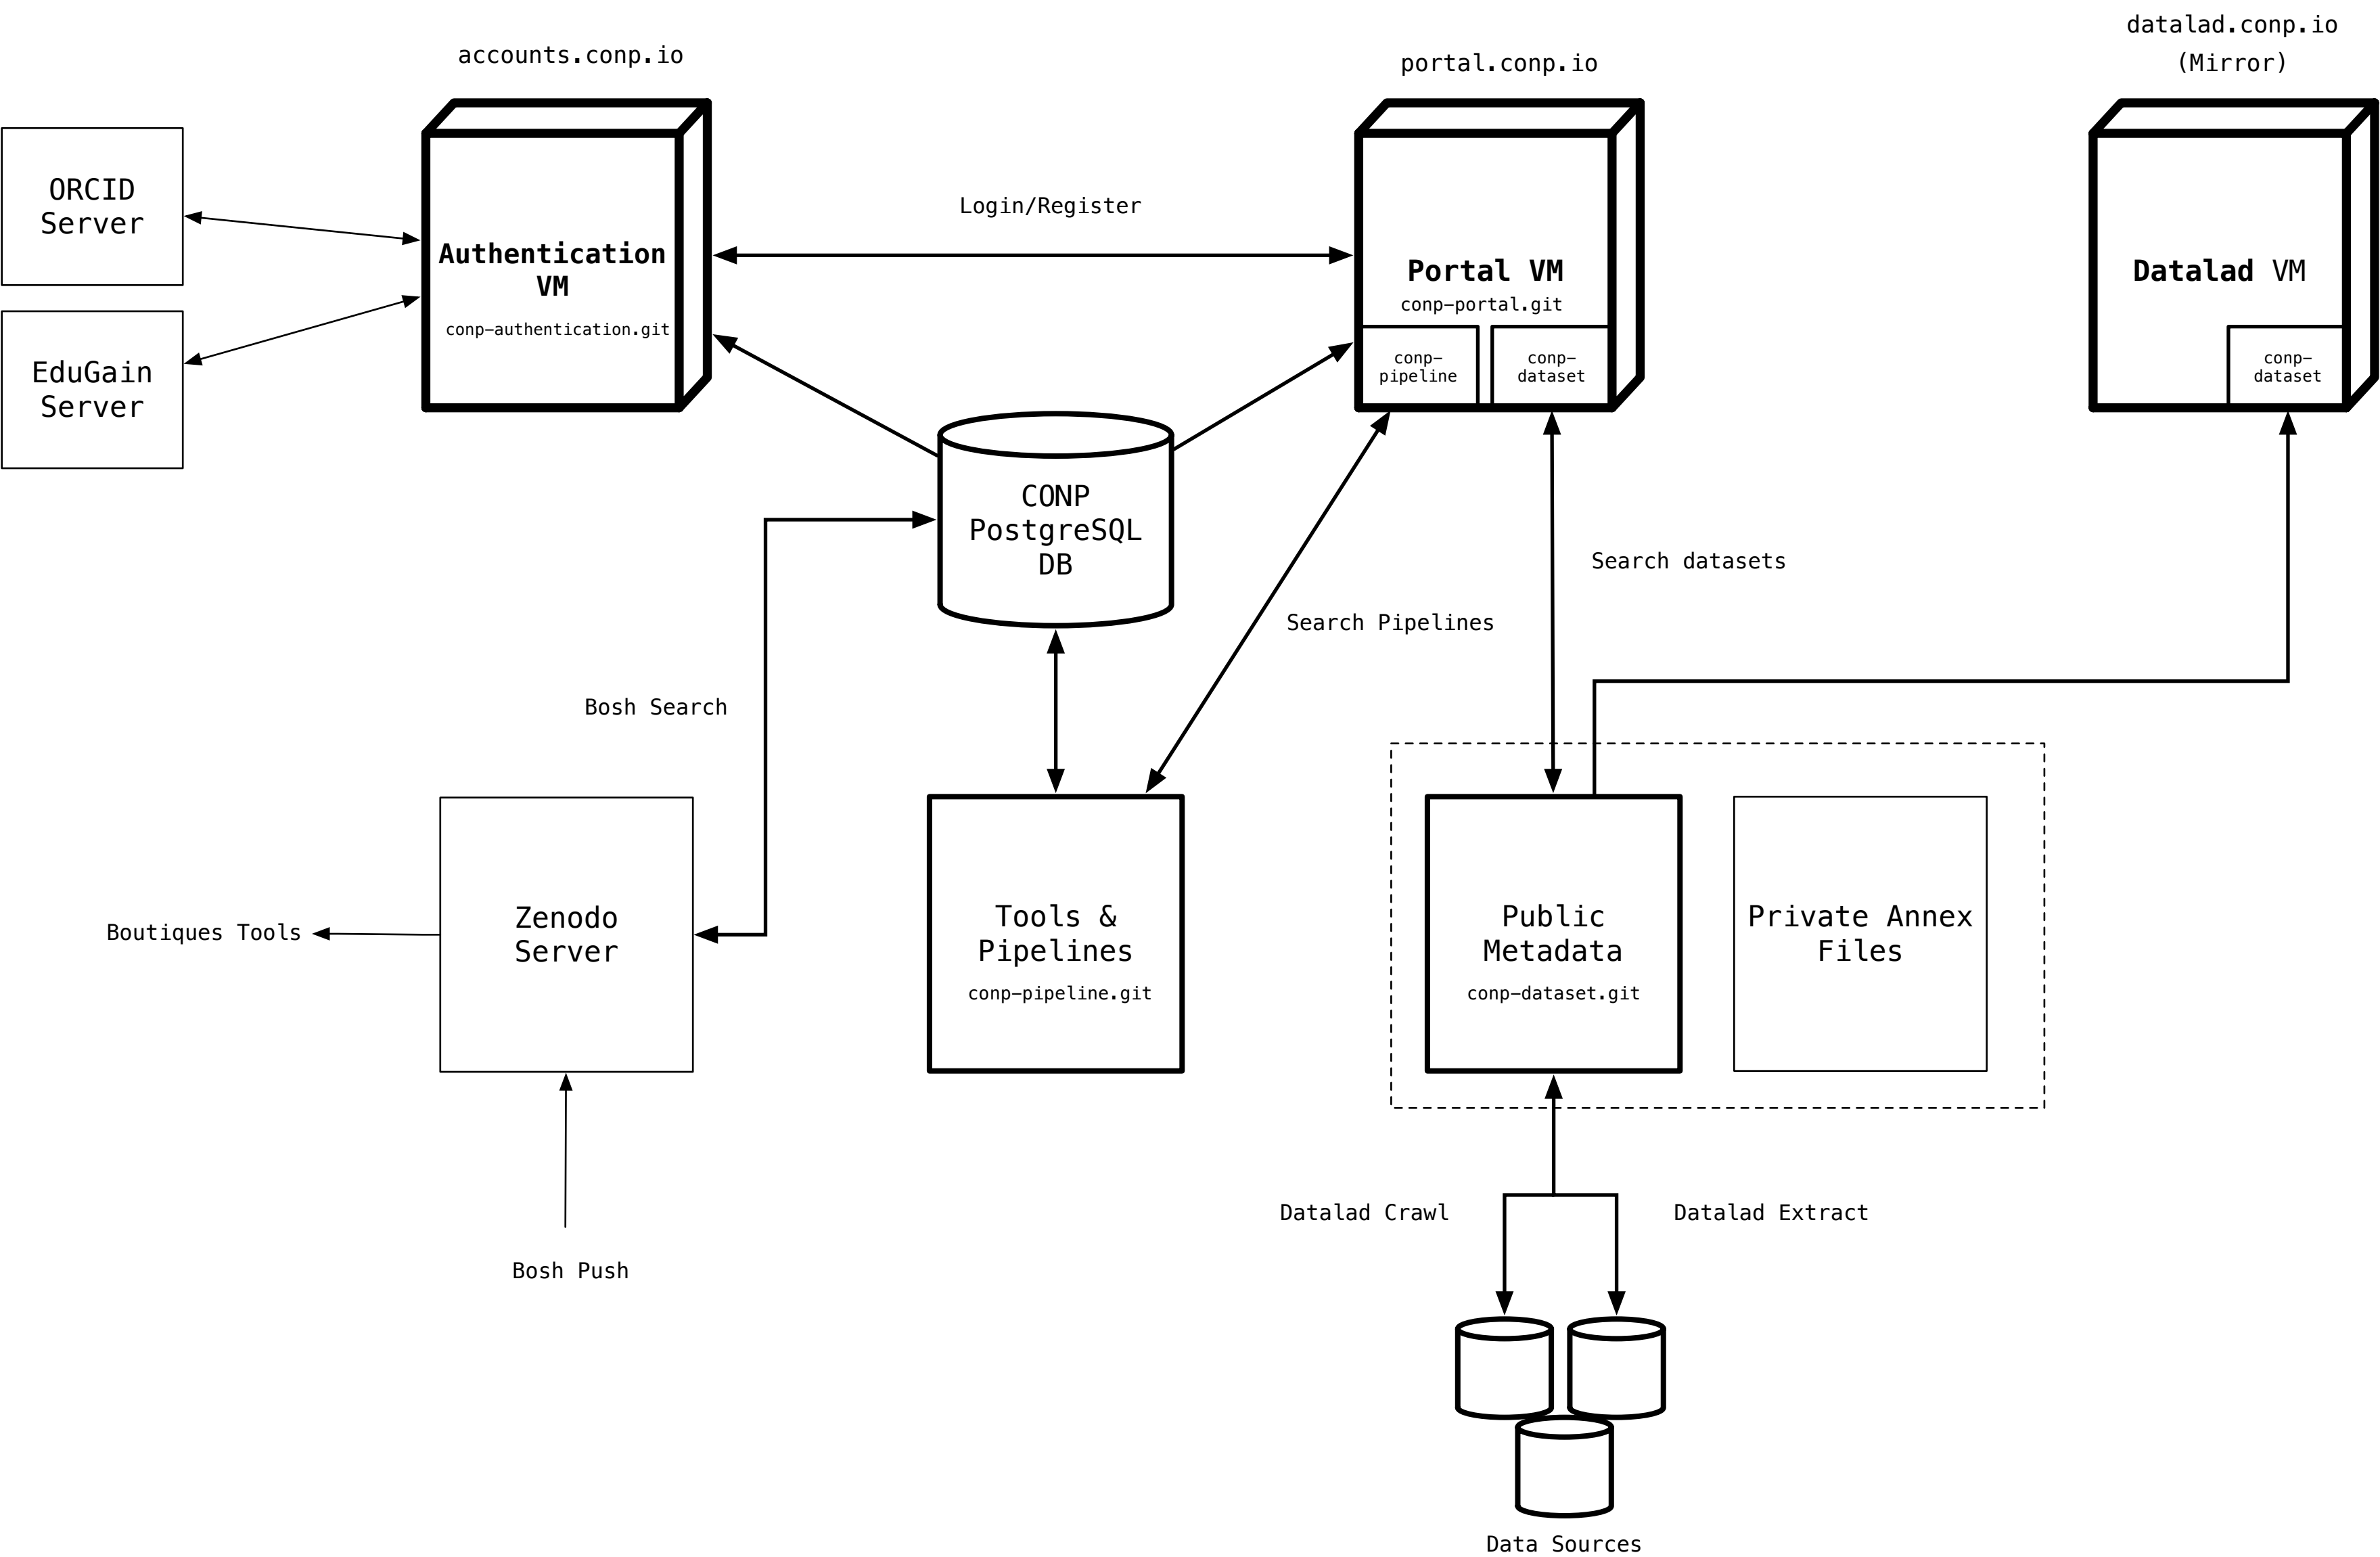 accounts.conp.io
portal.conp.io
datalad.conp.io
(Mirror)
ORCID
Server
EduGain
Server
Authentication
VM
conp-authentication.git
Login/Register
Portal VM
conp-portal.git
conp-
pipeline
conp-
dataset
Datalad VM
conp-
dataset
CONP
PostgreSQL
DB
Search datasets
Search Pipelines
Bosh Search
Boutiques Tools
Zenodo
Server
Tools &
Pipelines
conp-pipeline.git
Public
Metadata
conp-dataset.git
Private Annex
Files
Bosh Push
Datalad Crawl
Datalad Extract
Data Sources